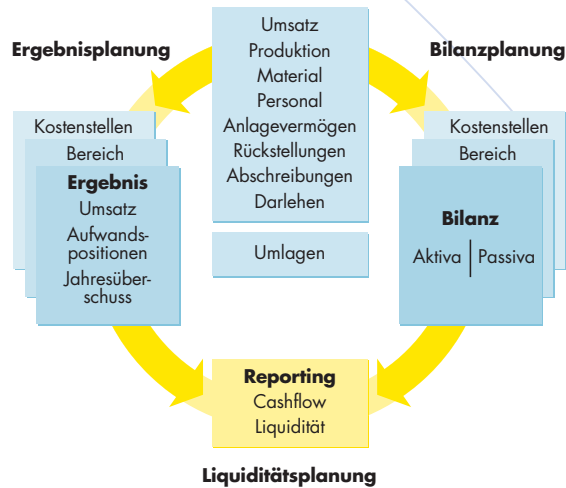 Ergebnisplanung
Umsatz
Produktion
Material
Personal
Anlagevermögen
Rückstellungen
Abschreibungen
Darlehen
Bilanzplanung
Kostenstellen
Bereich
Ergebnis
Umsatz
Aufwands-
positionen
Jahresüber-
schuss
Umlagen
Kostenstellen
Bereich
Bilanz
Aktiva | Passiva
Reporting
Cashflow
Liquidität
Liquiditätsplanung